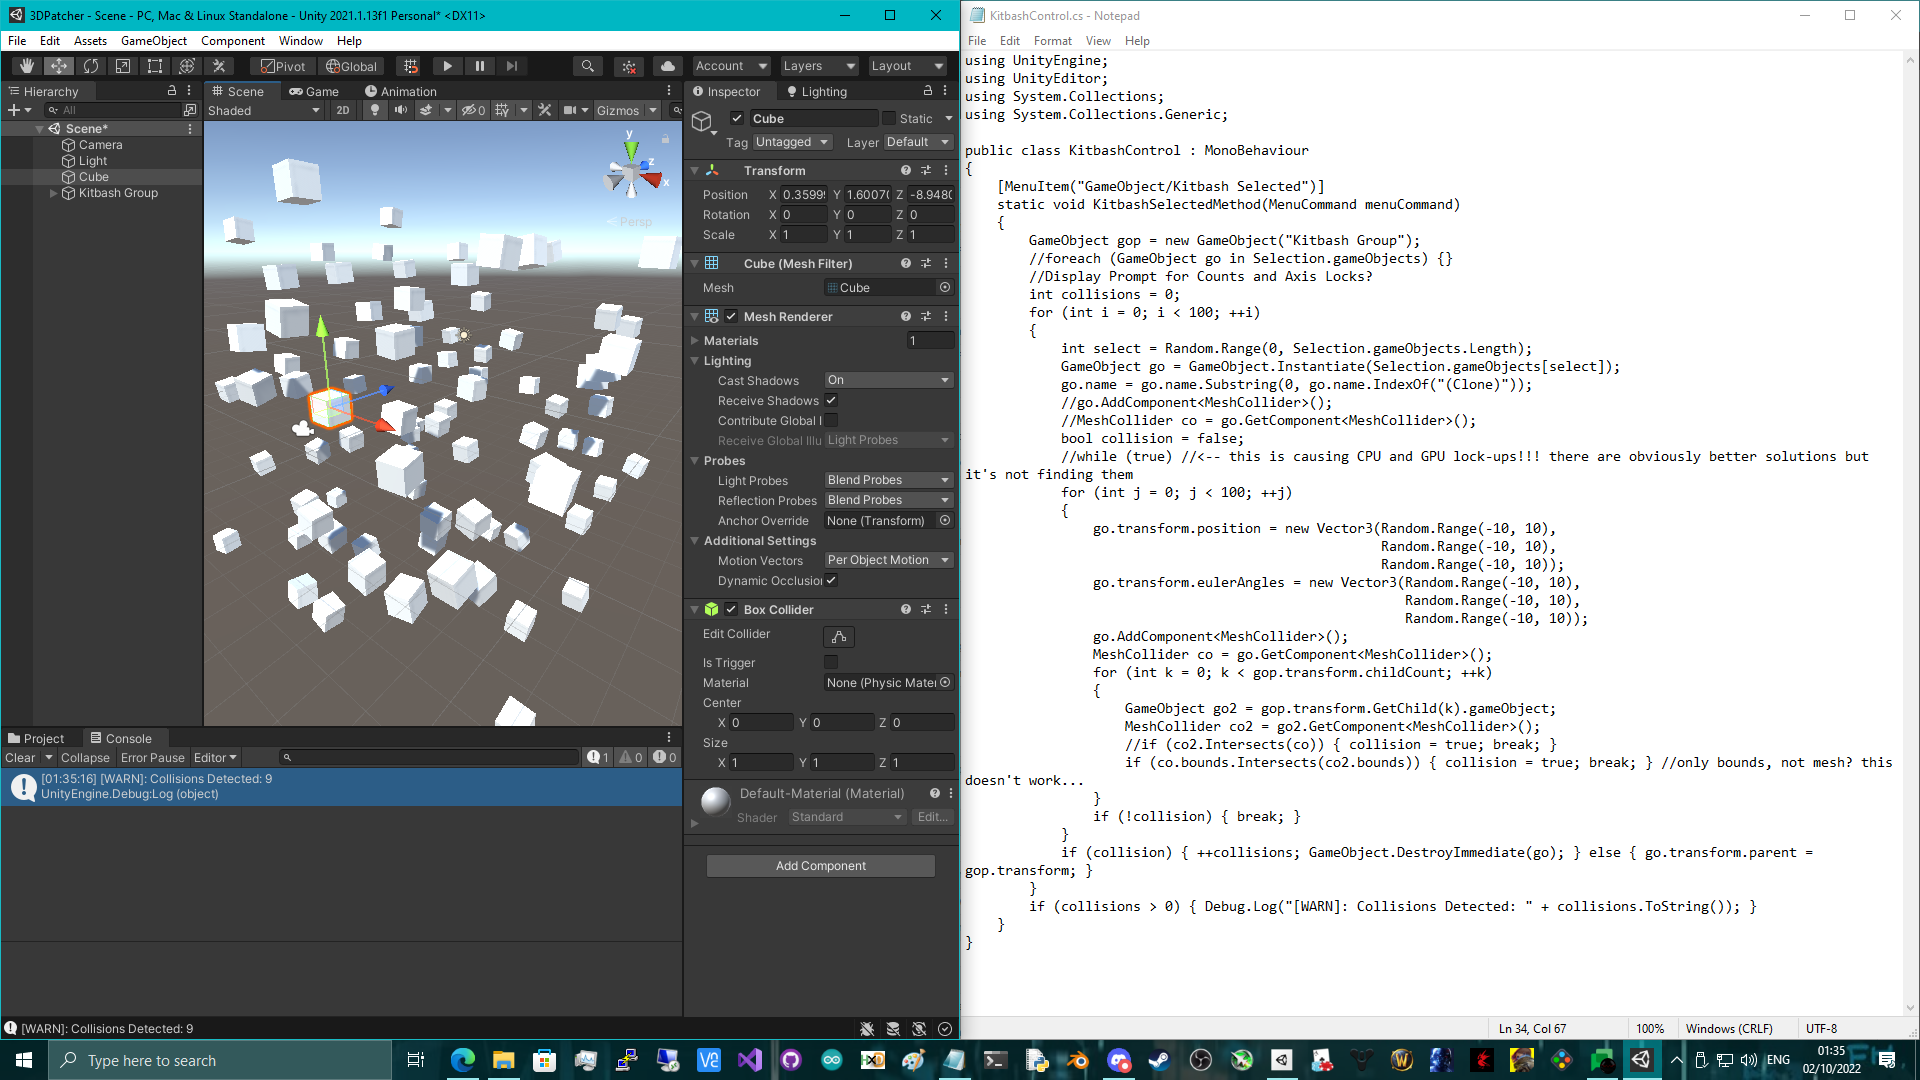 3DPatcher - Scene - PC, Mac & Linux Standalone - Unity 2021.1.13f1 Personal* <DX11>
File Edit Assets GameObject Component Window Help
Pivot Global Account Layers Layout
Hierarchy
All
Scene*
Camera
Light
Cube
Kitbash Group
Scene Game Animation
Shaded 2D 0 Gizmos
y
z
x
Persp
Inspector Lighting
Cube Static
Tag Untagged Layer Default
Transform
Position X 0.3599 Y 1.6007 Z -8.948
Rotation X 0 Y 0 Z 0
Scale X 1 Y 1 Z 1
Cube (Mesh Filter)
Mesh Cube
Mesh Renderer
Materials 1
Lighting
Cast Shadows On
Receive Shadows
Contribute Global
Receive Global Illu Light Probes
Probes
Light Probes Blend Probes
Reflection Probes Blend Probes
Anchor Override None (Transform)
Additional Settings
Motion Vectors Per Object Motion
Dynamic Occlusion
Box Collider
Edit Collider
Is Trigger
Material None (Physic Mater
Center
X 0 Y 0 Z 0
Size
X 1 Y 1 Z 1
Default-Material (Material)
Shader Standard Edit...
Add Component
Project Console
Clear Collapse Error Pause Editor 1 0 0
[01:35:16] [WARN]: Collisions Detected: 9
UnityEngine.Debug:Log (object)
[WARN]: Collisions Detected: 9
KitbashControl.cs - Notepad
File Edit Format View Help
using UnityEngine;
using UnityEditor;
using System.Collections;
using System.Collections.Generic;
public class KitbashControl : MonoBehaviour
{
[MenuItem("GameObject/Kitbash Selected")]
static void KitbashSelectedMethod(MenuCommand menuCommand)
{
GameObject gop = new GameObject("Kitbash Group");
//foreach (GameObject go in Selection.gameObjects) {}
//Display Prompt for Counts and Axis Locks?
int collisions = 0;
for (int i = 0; i < 100; ++i)
{
int select = Random.Range(0, Selection.gameObjects.Length);
GameObject go = GameObject.Instantiate(Selection.gameObjects[select]);
go.name = go.name.Substring(0, go.name.IndexOf("(Clone)"));
//go.AddComponent<MeshCollider>();
//MeshCollider co = go.GetComponent<MeshCollider>();
bool collision = false;
//while (true) //<-- this is causing CPU and GPU lock-ups!!! there are obviously better solutions but
it's not finding them
for (int j = 0; j < 100; ++j)
{
go.transform.position = new Vector3(Random.Range(-10, 10),
Random.Range(-10, 10),
Random.Range(-10, 10));
go.transform.eulerAngles = new Vector3(Random.Range(-10, 10),
Random.Range(-10, 10),
Random.Range(-10, 10));
go.AddComponent<MeshCollider>();
MeshCollider co = go.GetComponent<MeshCollider>();
for (int k = 0; k < gop.transform.childCount; ++k)
{
GameObject go2 = gop.transform.GetChild(k).gameObject;
MeshCollider co2 = go2.GetComponent<MeshCollider>();
//if (co2.Intersects(co)) { collision = true; break; }
if (co.bounds.Intersects(co2.bounds)) { collision = true; break; } //only bounds, not mesh? this
doesn't work...
}
if (!collision) { break; }
}
if (collision) { ++collisions; GameObject.DestroyImmediate(go); } else { go.transform.parent =
gop.transform; }
}
if (collisions > 0) { Debug.Log("[WARN]: Collisions Detected: " + collisions.ToString()); }
}
}
Ln 34, Col 67 100% Windows (CRLF) UTF-8
Type here to search
ENG
01:35
02/10/2022